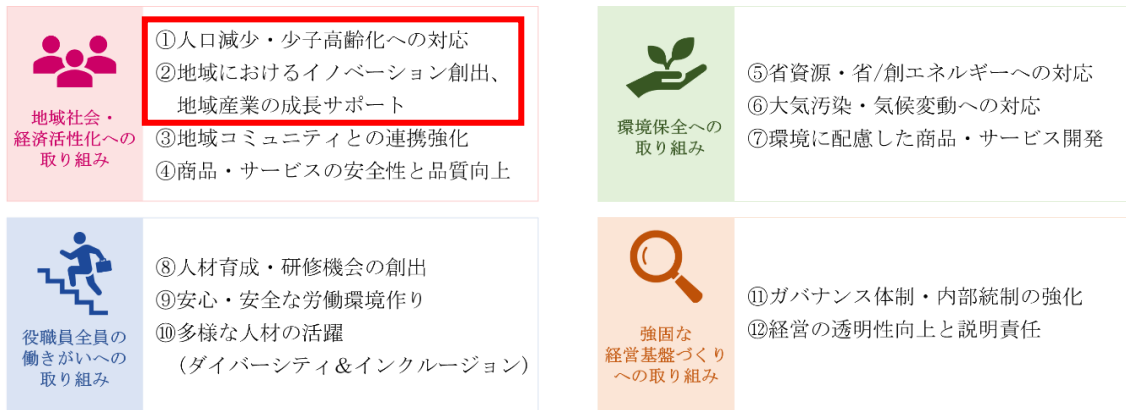 地域社会・
経済活性化への
取り組み
①人口減少・少子高齢化への対応
②地域におけるイノベーション創出、
地域産業の成長サポート
③地域コミュニティとの連携強化
④商品・サービスの安全性と品質向上
環境保全への
取り組み
⑤省資源・省/創エネルギーへの対応
⑥大気汚染・気候変動への対応
⑦環境に配慮した商品・サービス開発
役職員全員の
働きがいへの
取り組み
⑧人材育成・研修機会の創出
⑨安心・安全な労働環境作り
⑩多様な人材の活躍
（ダイバーシティ＆インクルージョン）
強固な
経営基盤づくり
への取り組み
⑪ガバナンス体制・内部統制の強化
⑫経営の透明性向上と説明責任